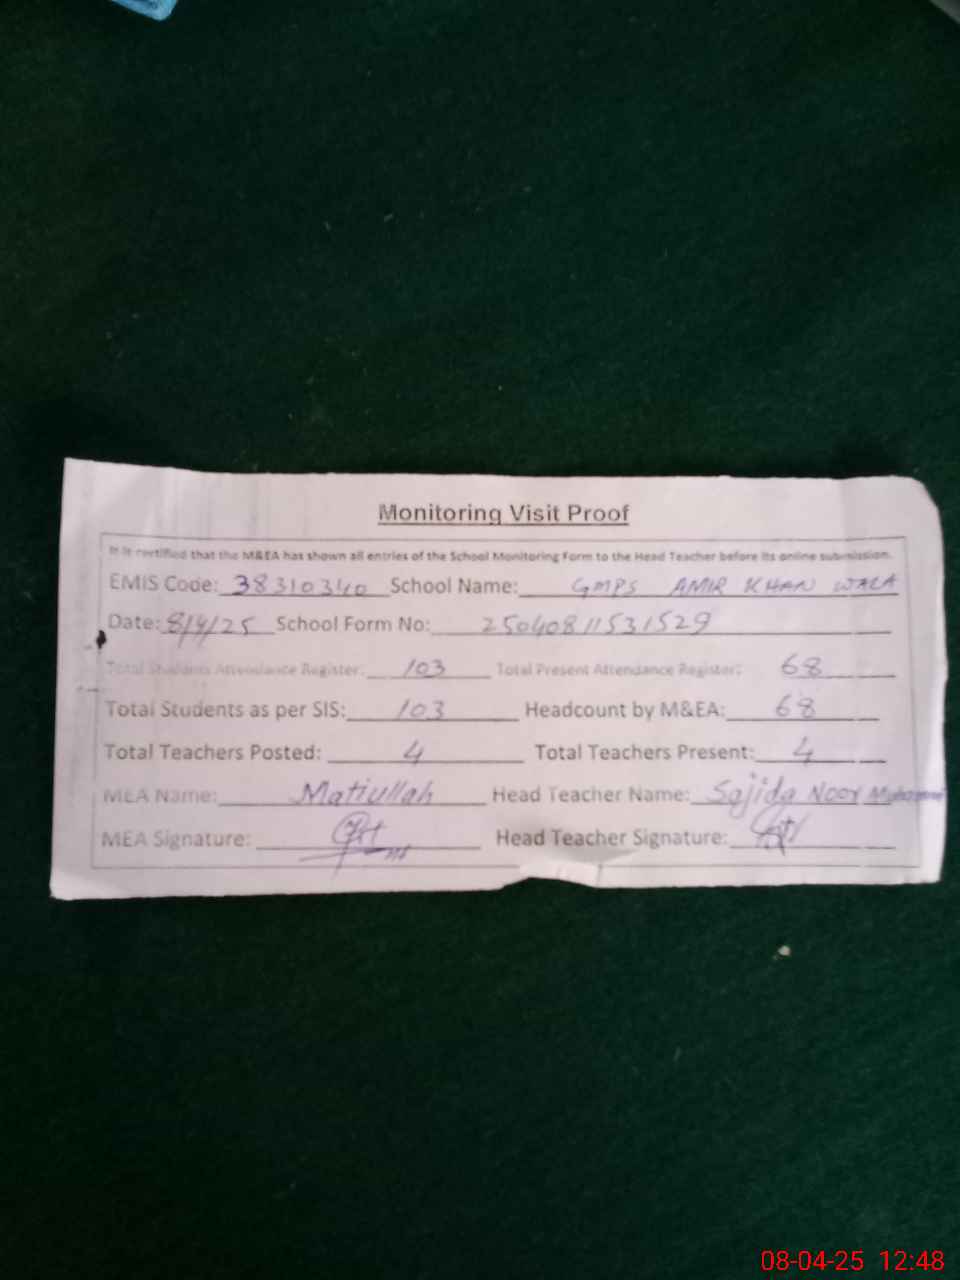 Monitoring Visit Proof
It is certified that the M&EA has shown all entries of the School Monitoring Form to the Head Teacher before its online submission.
EMIS Code: 38310340 School Name: GMPS AMIR KHAN WALA
Date: 8/4/25 School Form No: 25040811531529
Total Students Attendance Register: 103 Total Present Attendance Register: 68
Total Students as per SIS: 103 Headcount by M&EA: 68
Total Teachers Posted: 4 Total Teachers Present: 4
MEA Name: Matiullah Head Teacher Name: Sajida Noor
MEA Signature: Head Teacher Signature:
08-04-25 12:48